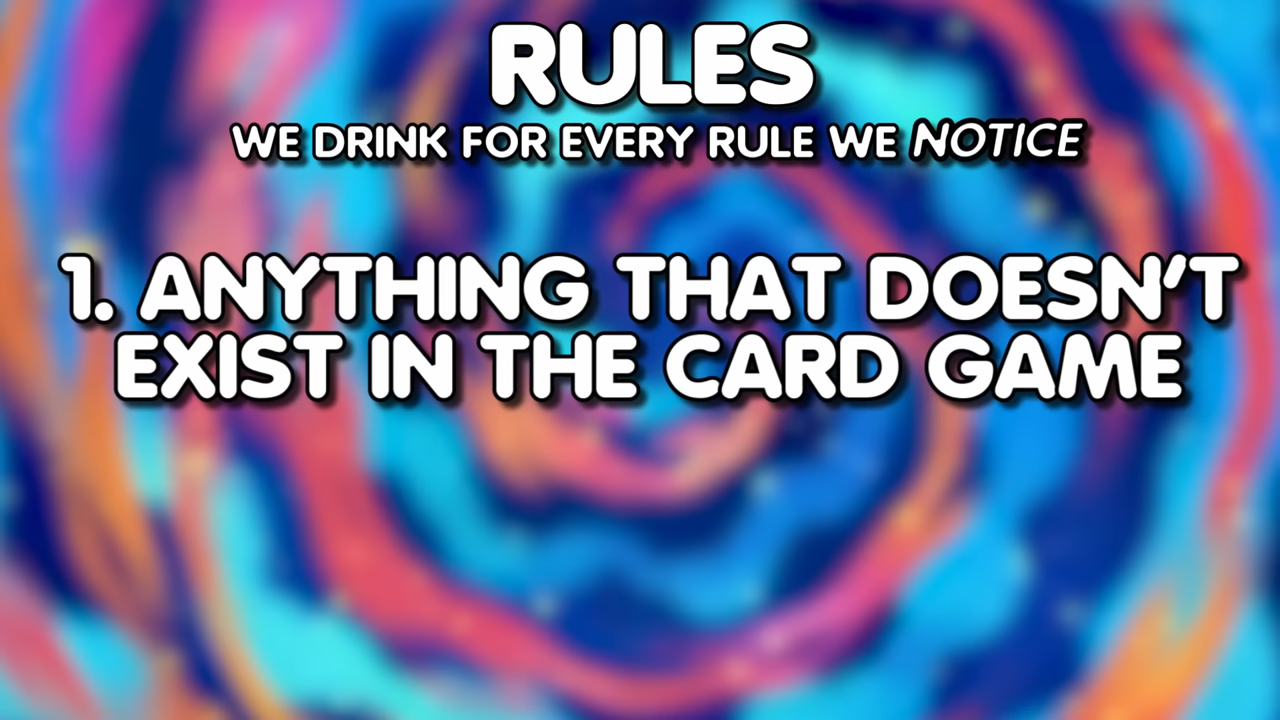 RULES
WE DRINK FOR EVERY RULE WE NOTICE
1. ANYTHING THAT DOESN'T
EXIST IN THE CARD GAME